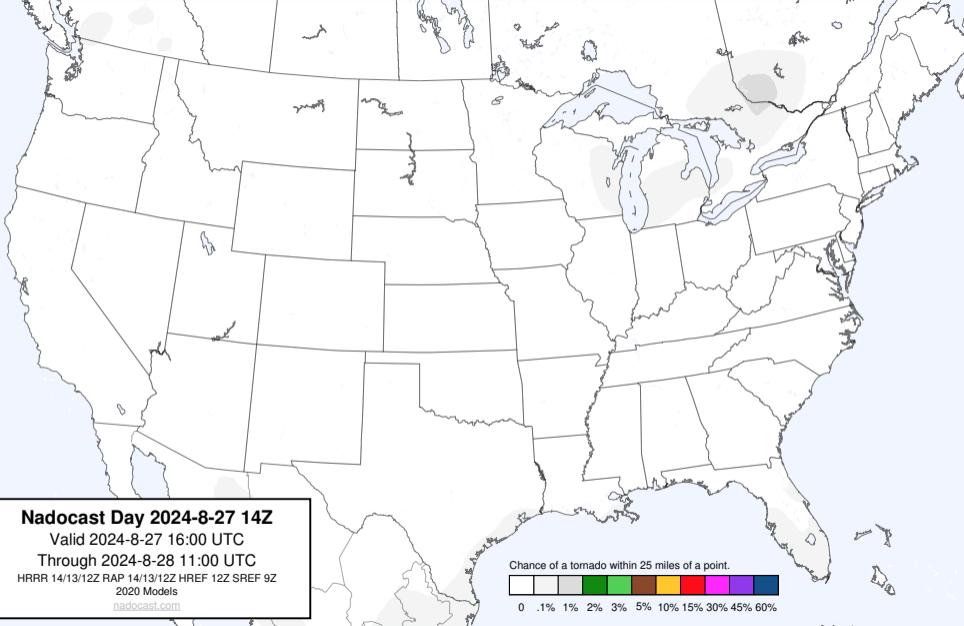 Nadocast Day 2024-8-27 14Z
Valid 2024-8-27 16:00 UTC
Through 2024-8-28 11:00 UTC
HRRR 14/13/12Z RAP 14/13/12Z HREF 12Z SREF 9Z
2020 Models
nadocast.com
Chance of a tornado within 25 miles of a point.
0 .1% 1% 2% 3% 5% 10% 15% 30% 45% 60%